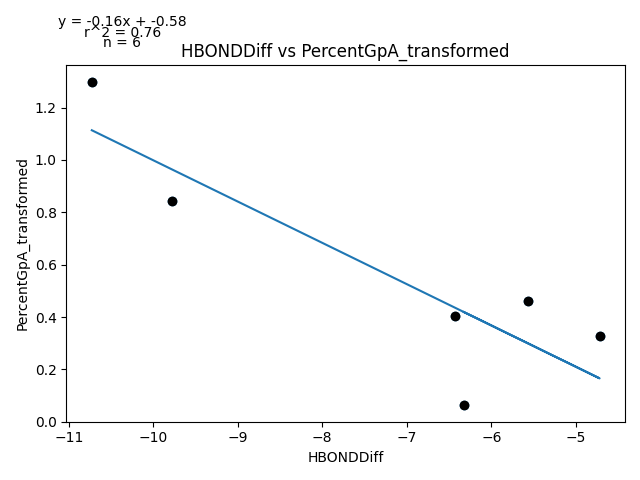 y = -0.16x + -0.58
r^2 = 0.76
n = 6
HBONDDiff vs PercentGpA_transformed
PercentGpA_transformed
1.2
1.0
0.8
0.6
0.4
0.2
0.0
−11 −10 −9 −8 −7 −6 −5
HBONDDiff